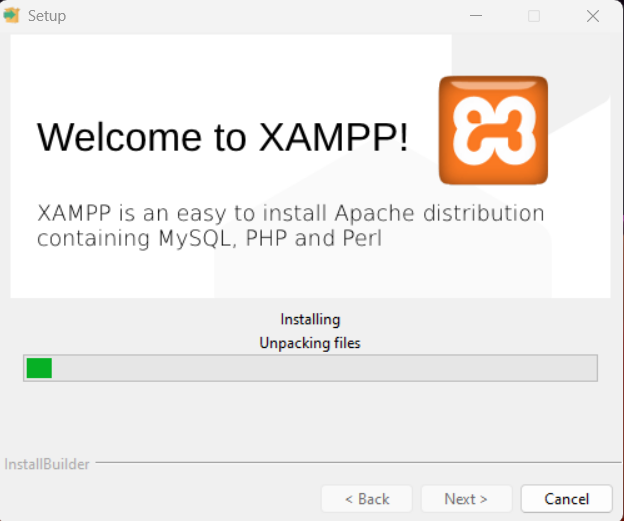 Setup
Welcome to XAMPP!
XAMPP is an easy to install Apache distribution
containing MySQL, PHP and Perl
Installing
Unpacking files
InstallBuilder
< Back
Next >
Cancel